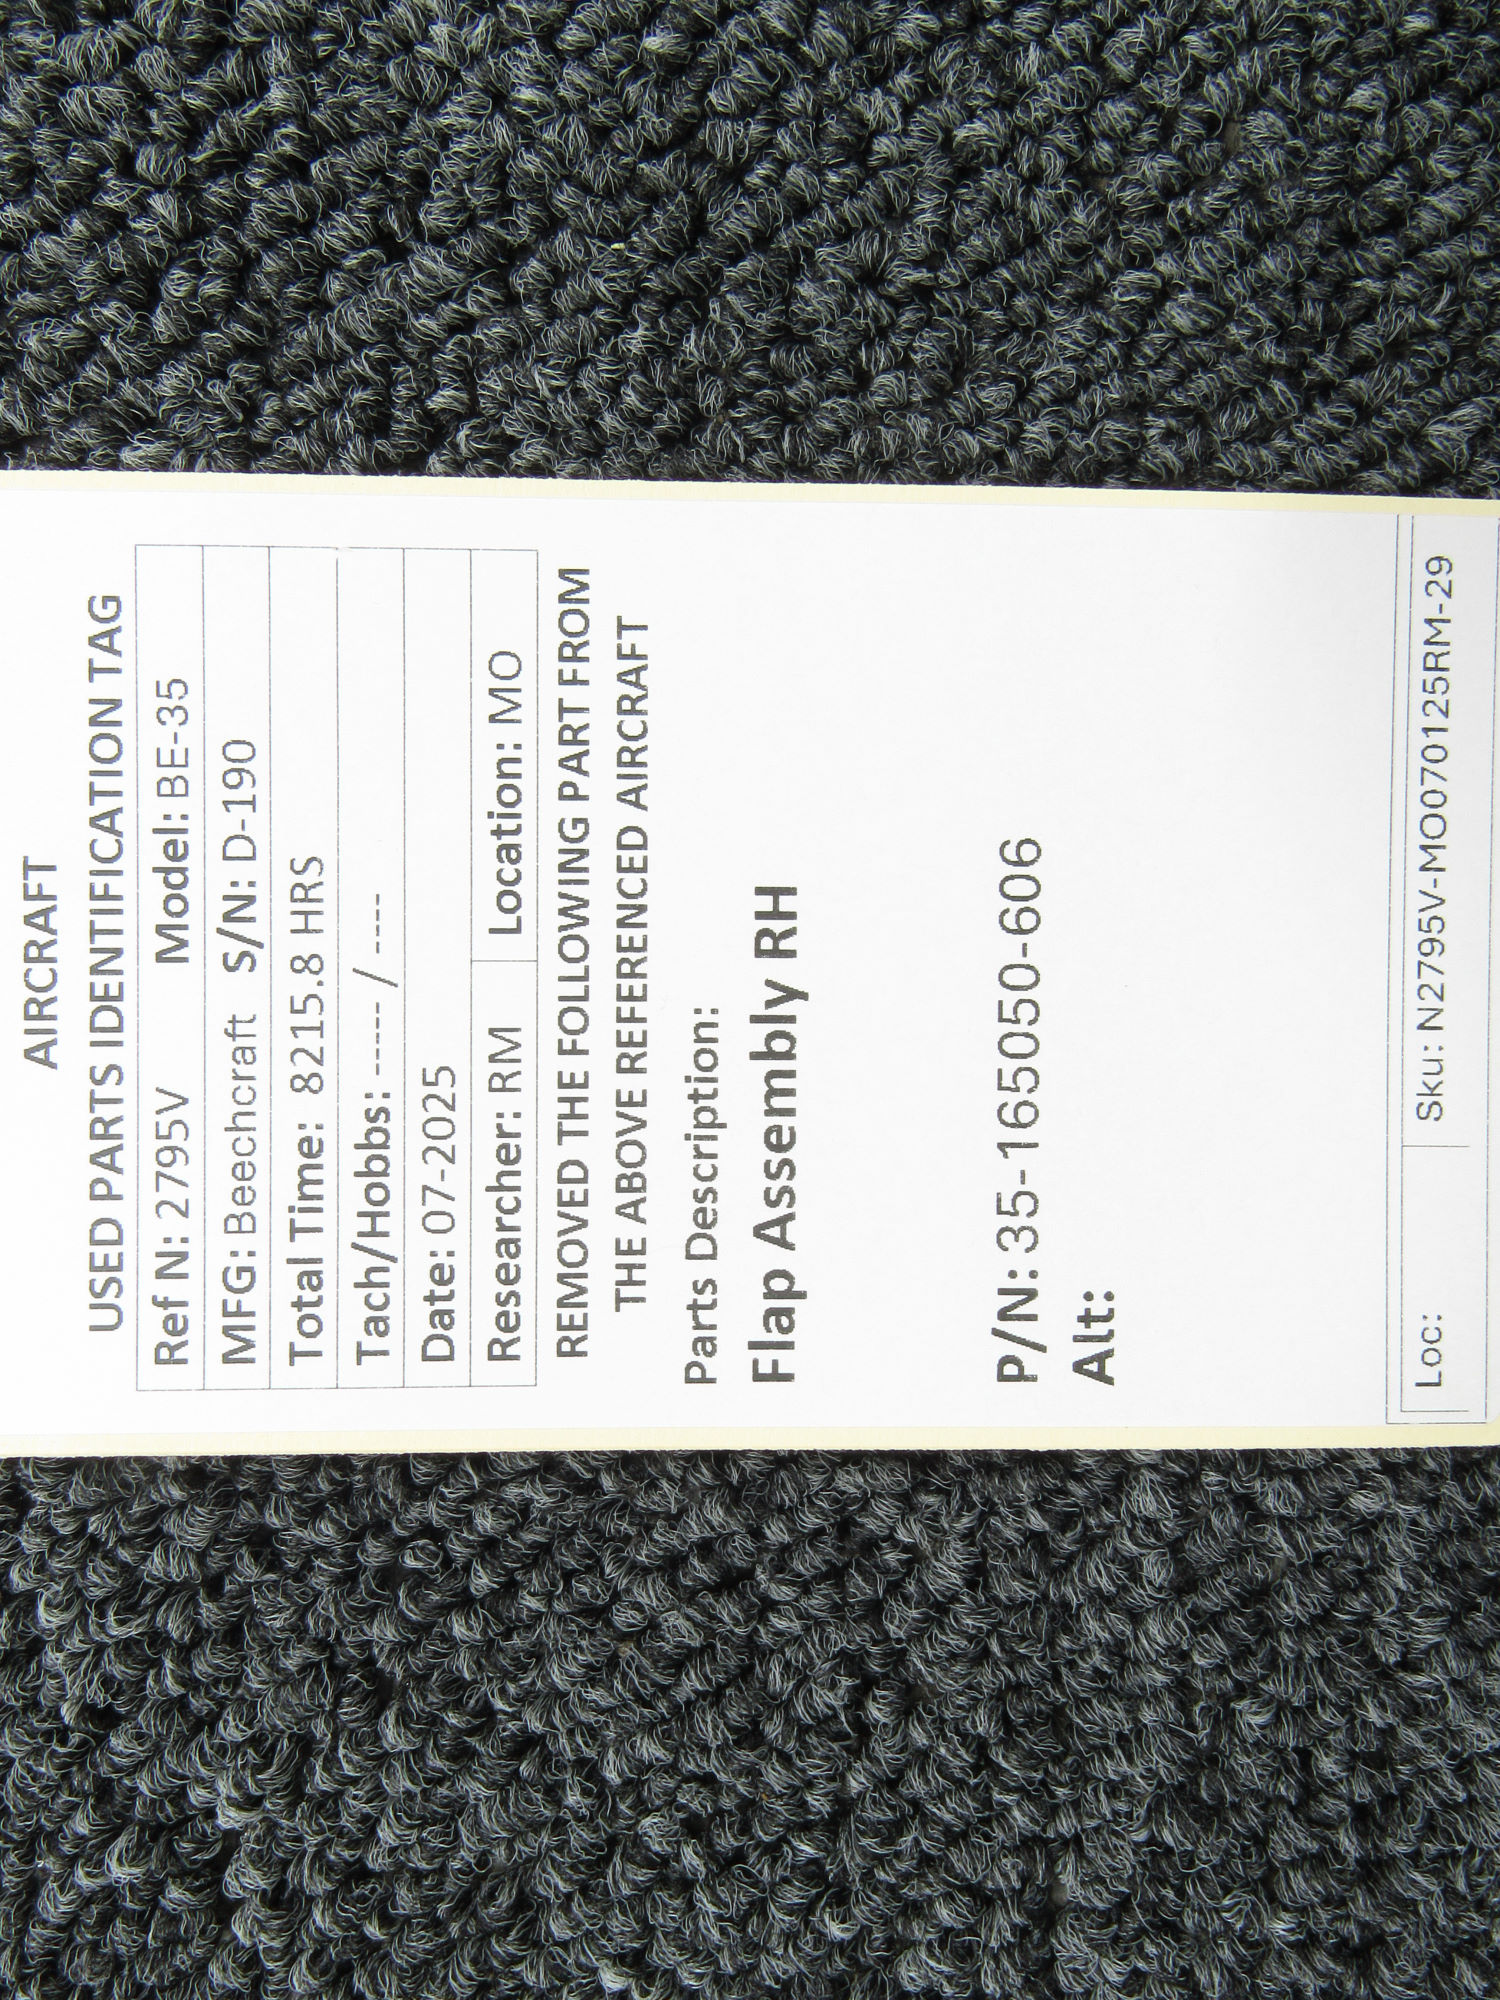 AIRCRAFT
USED PARTS IDENTIFICATION TAG
Ref N: 2795V Model: BE-35
MFG: Beechcraft S/N: D-190
Total Time: 8215.8 HRS
Tach/Hobbs: ----- / ----
Date: 07-2025
Researcher: RM Location: MO
REMOVED THE FOLLOWING PART FROM
THE ABOVE REFERENCED AIRCRAFT
Parts Description:
Flap Assembly RH
P/N: 35-165050-606
Alt:
Loc: Sku: N2795V-MO070125RM-29